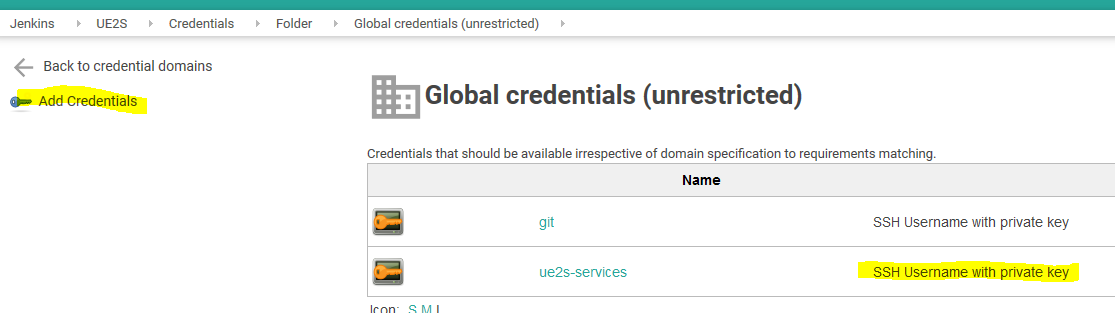 Jenkins UE2S Credentials Folder Global credentials (unrestricted)
Back to credential domains
Add Credentials
Global credentials (unrestricted)
Credentials that should be available irrespective of domain specification to requirements matching.
Name
git SSH Username with private key
ue2s-services SSH Username with private key
Icon: S M L